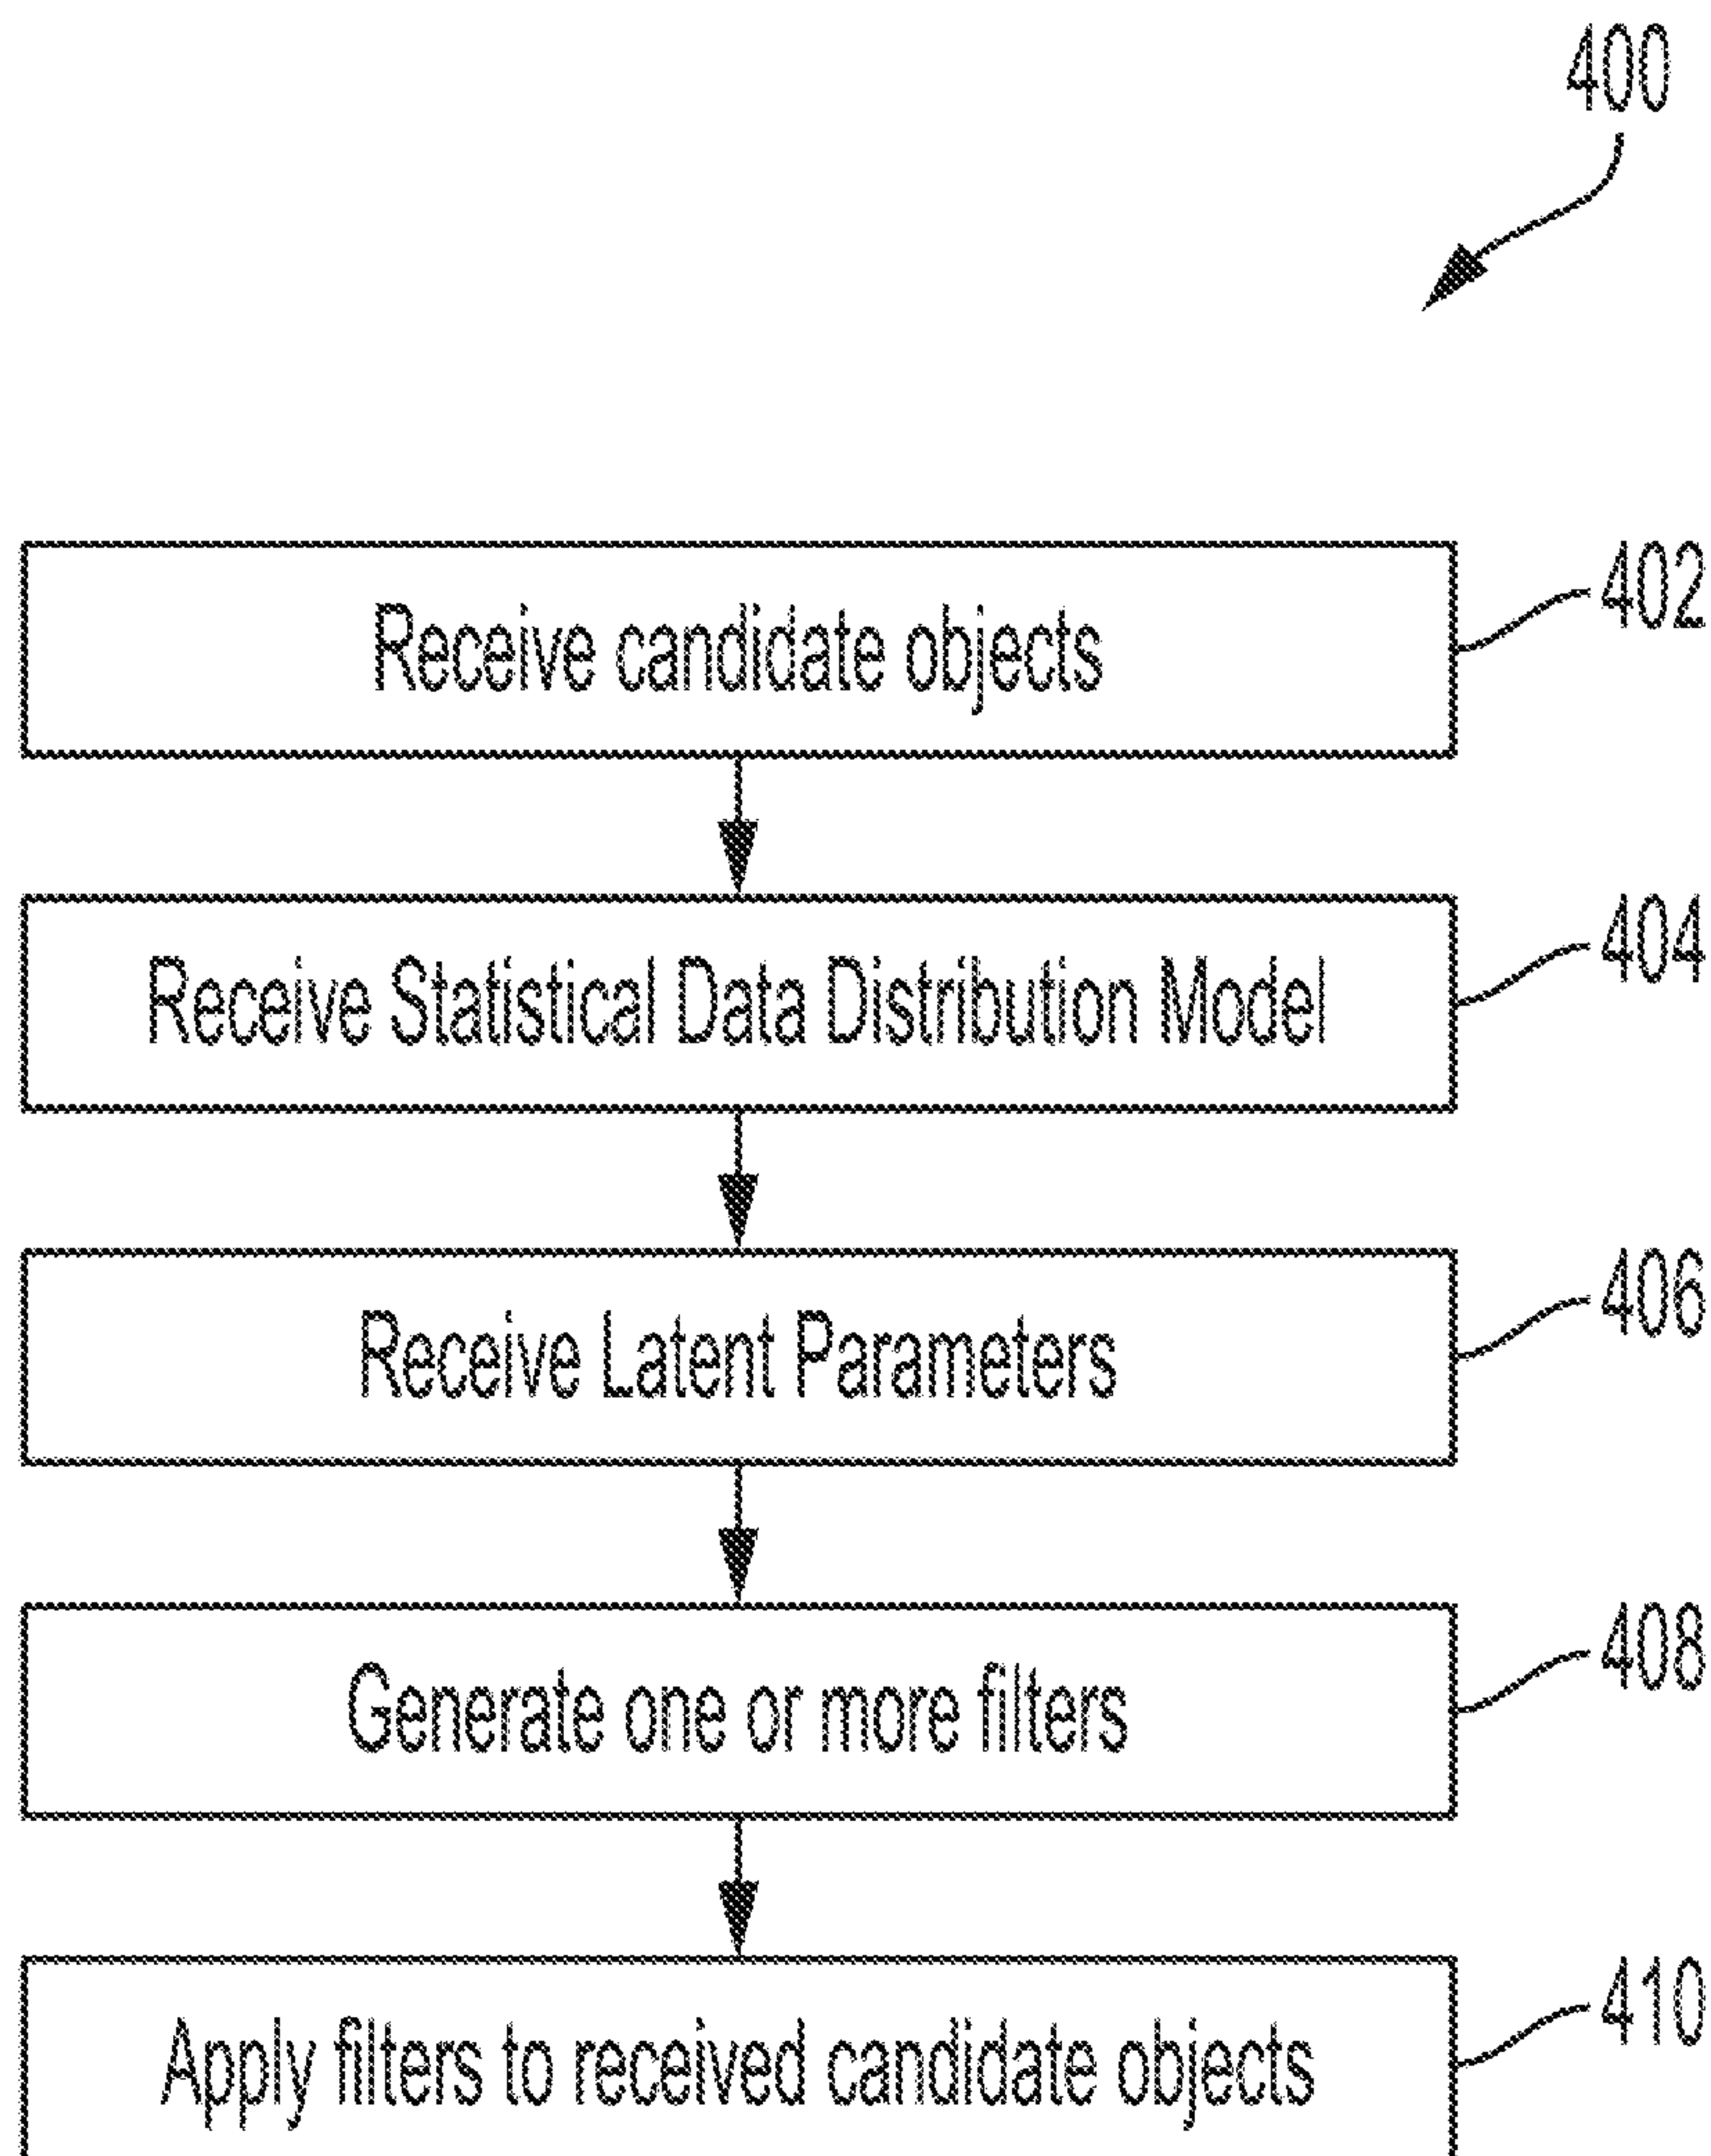 400
Receive candidate objects
402
Receive Statistical Data Distribution Model
404
Receive Latent Parameters
406
Generate one or more filters
408
Apply filters to received candidate objects
410